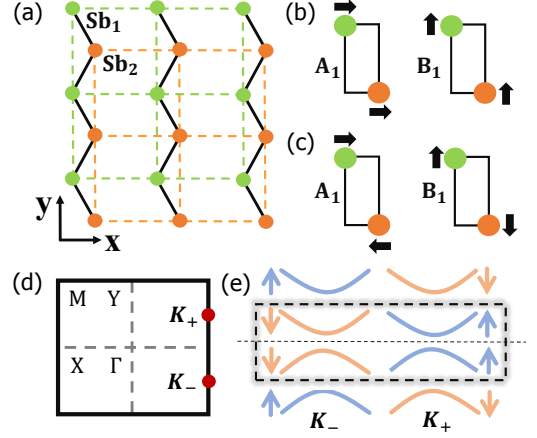 (a)
Sb₁
Sb₂
y
x
(b)
A₁
B₁
(c)
A₁
B₁
(d)
M Y
X Γ
K₊
K₋
(e)
K₋ K₊